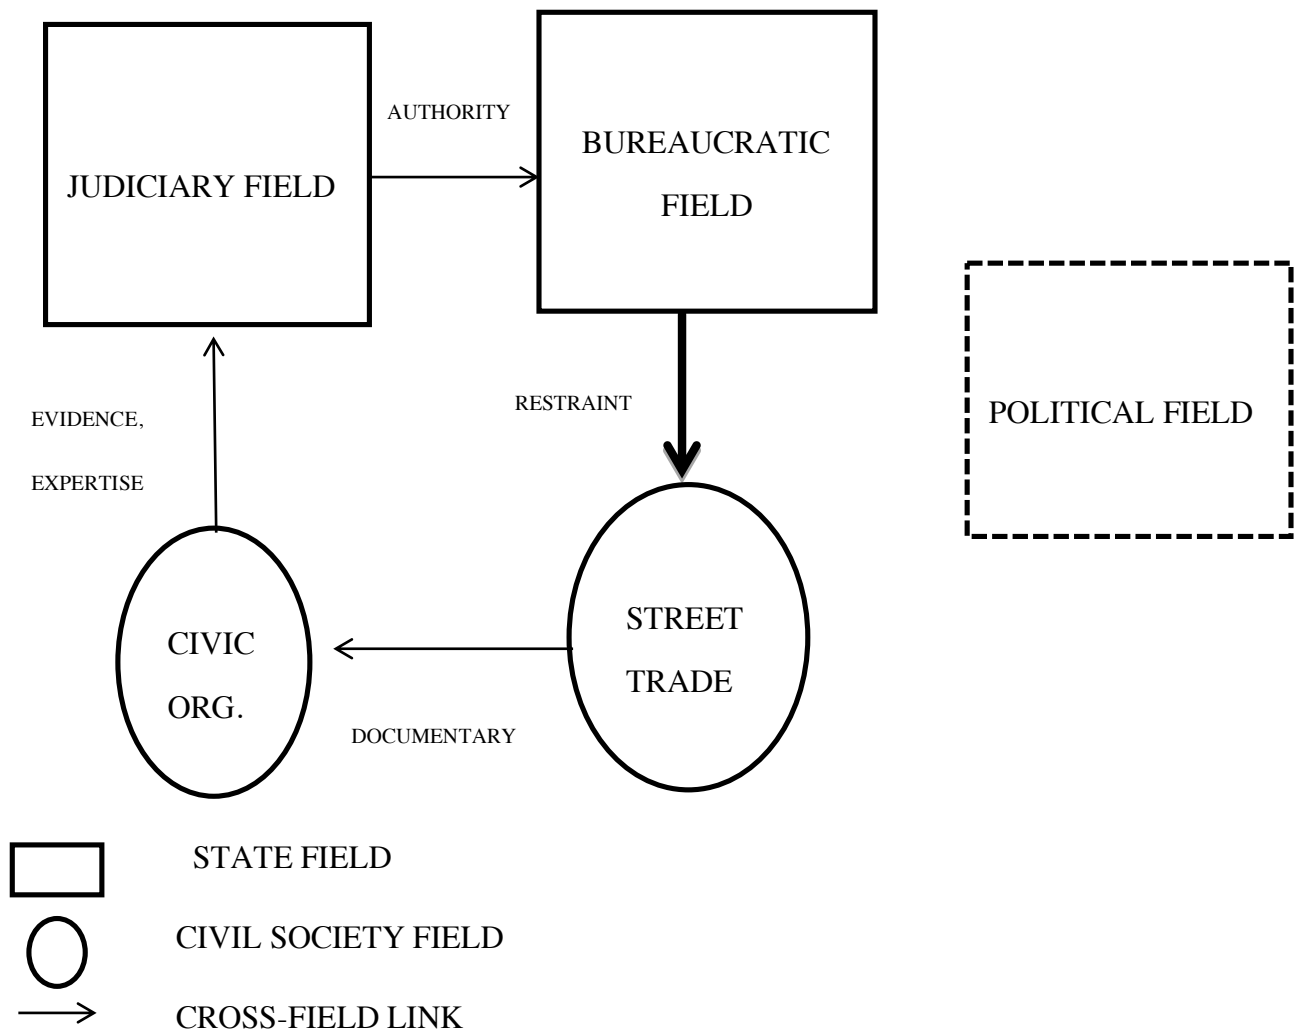 AUTHORITY
JUDICIARY FIELD
BUREAUCRATIC
FIELD
POLITICAL FIELD
EVIDENCE,
EXPERTISE
RESTRAINT
CIVIC
ORG.
STREET
TRADE
DOCUMENTARY
STATE FIELD
CIVIL SOCIETY FIELD
CROSS-FIELD LINK